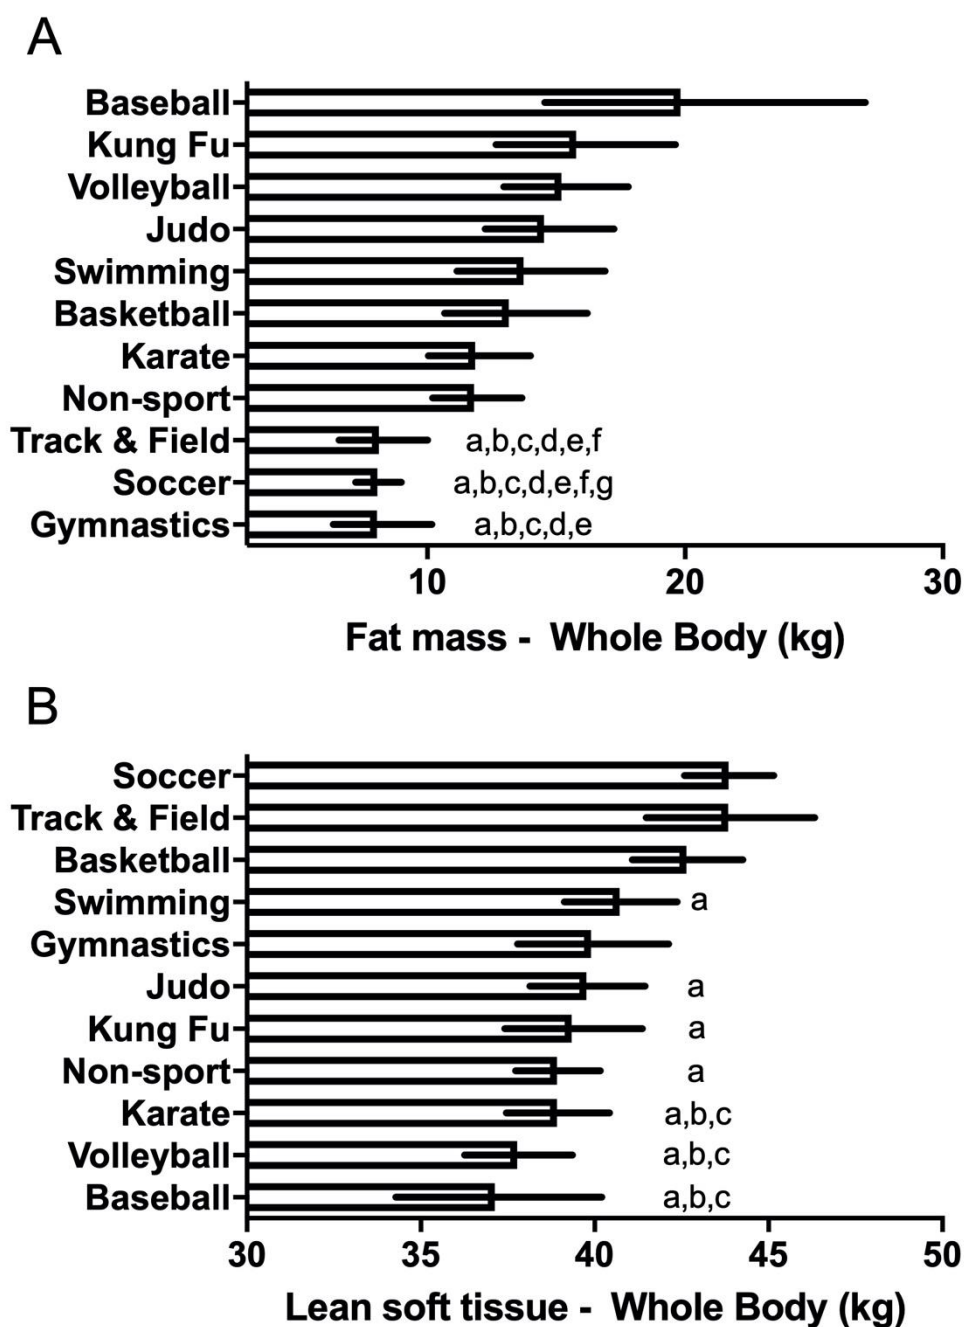 A
Baseball
Kung Fu
Volleyball
Judo
Swimming
Basketball
Karate
Non-sport
Track & Field a,b,c,d,e,f
Soccer a,b,c,d,e,f,g
Gymnastics a,b,c,d,e
10 20 30
Fat mass - Whole Body (kg)
B
Soccer
Track & Field
Basketball
Swimming a
Gymnastics
Judo a
Kung Fu a
Non-sport a
Karate a,b,c
Volleyball a,b,c
Baseball a,b,c
30 35 40 45 50
Lean soft tissue - Whole Body (kg)